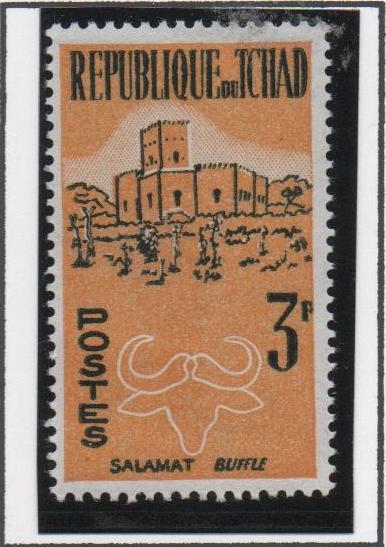 REPUBLIQUE DU TCHAD
3F
POSTES
SALAMAT BUFFLE